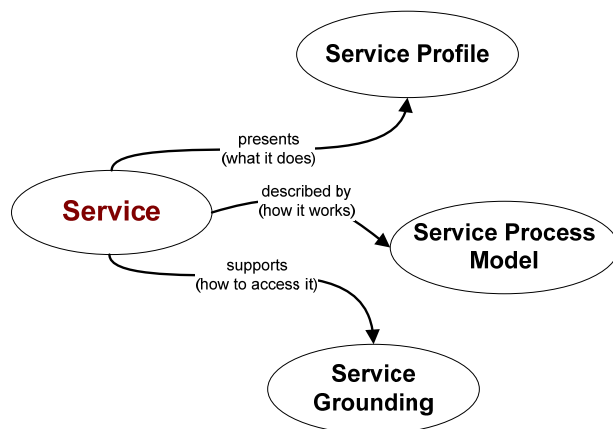 Service Profile
presents
(what it does)
Service
described by
(how it works)
Service Process
Model
supports
(how to access it)
Service
Grounding